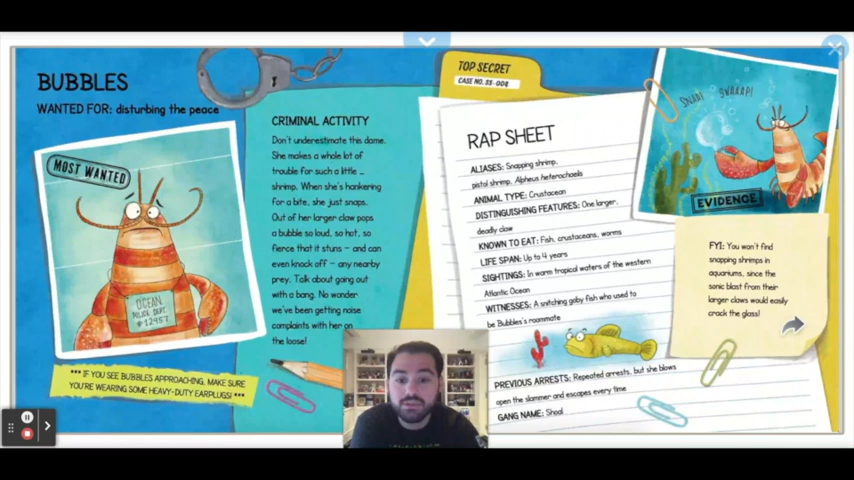 BUBBLES
WANTED FOR: disturbing the peace
MOST WANTED
OCEAN
POLICE DEPT.
# 12457
*** IF YOU SEE BUBBLES APPROACHING, MAKE SURE
YOU'RE WEARING SOME HEAVY-DUTY EARPLUGS! ***
CRIMINAL ACTIVITY
Don't underestimate this dame.
She makes a whole lot of
trouble for such a little ...
shrimp. When she's hankering
for a bite, she just snaps.
Out of her larger claw pops
a bubble so loud, so hot, so
fierce that it stuns – and can
even knock off – any nearby
prey. Talk about going out
with a bang. No wonder
we've been getting noise
complaints with her on
the loose!
TOP SECRET
CASE NO. SS-008
RAP SHEET
ALIASES: Snapping shrimp,
pistol shrimp, Alpheus heterochaelis
ANIMAL TYPE: Crustacean
DISTINGUISHING FEATURES: One larger,
deadly claw
KNOWN TO EAT: Fish, crustaceans, worms
LIFE SPAN: Up to 4 years
SIGHTINGS: In warm tropical waters of the western
Atlantic Ocean
WITNESSES: A snitching goby fish who used to
be Bubbles's roommate
PREVIOUS ARRESTS: Repeated arrests, but she blows
open the slammer and escapes every time
GANG NAME: Shoal
SNAP! SNAAAP!
EVIDENCE
FYI: You won't find
snapping shrimps in
aquariums, since the
sonic blast from their
larger claws would easily
crack the glass!